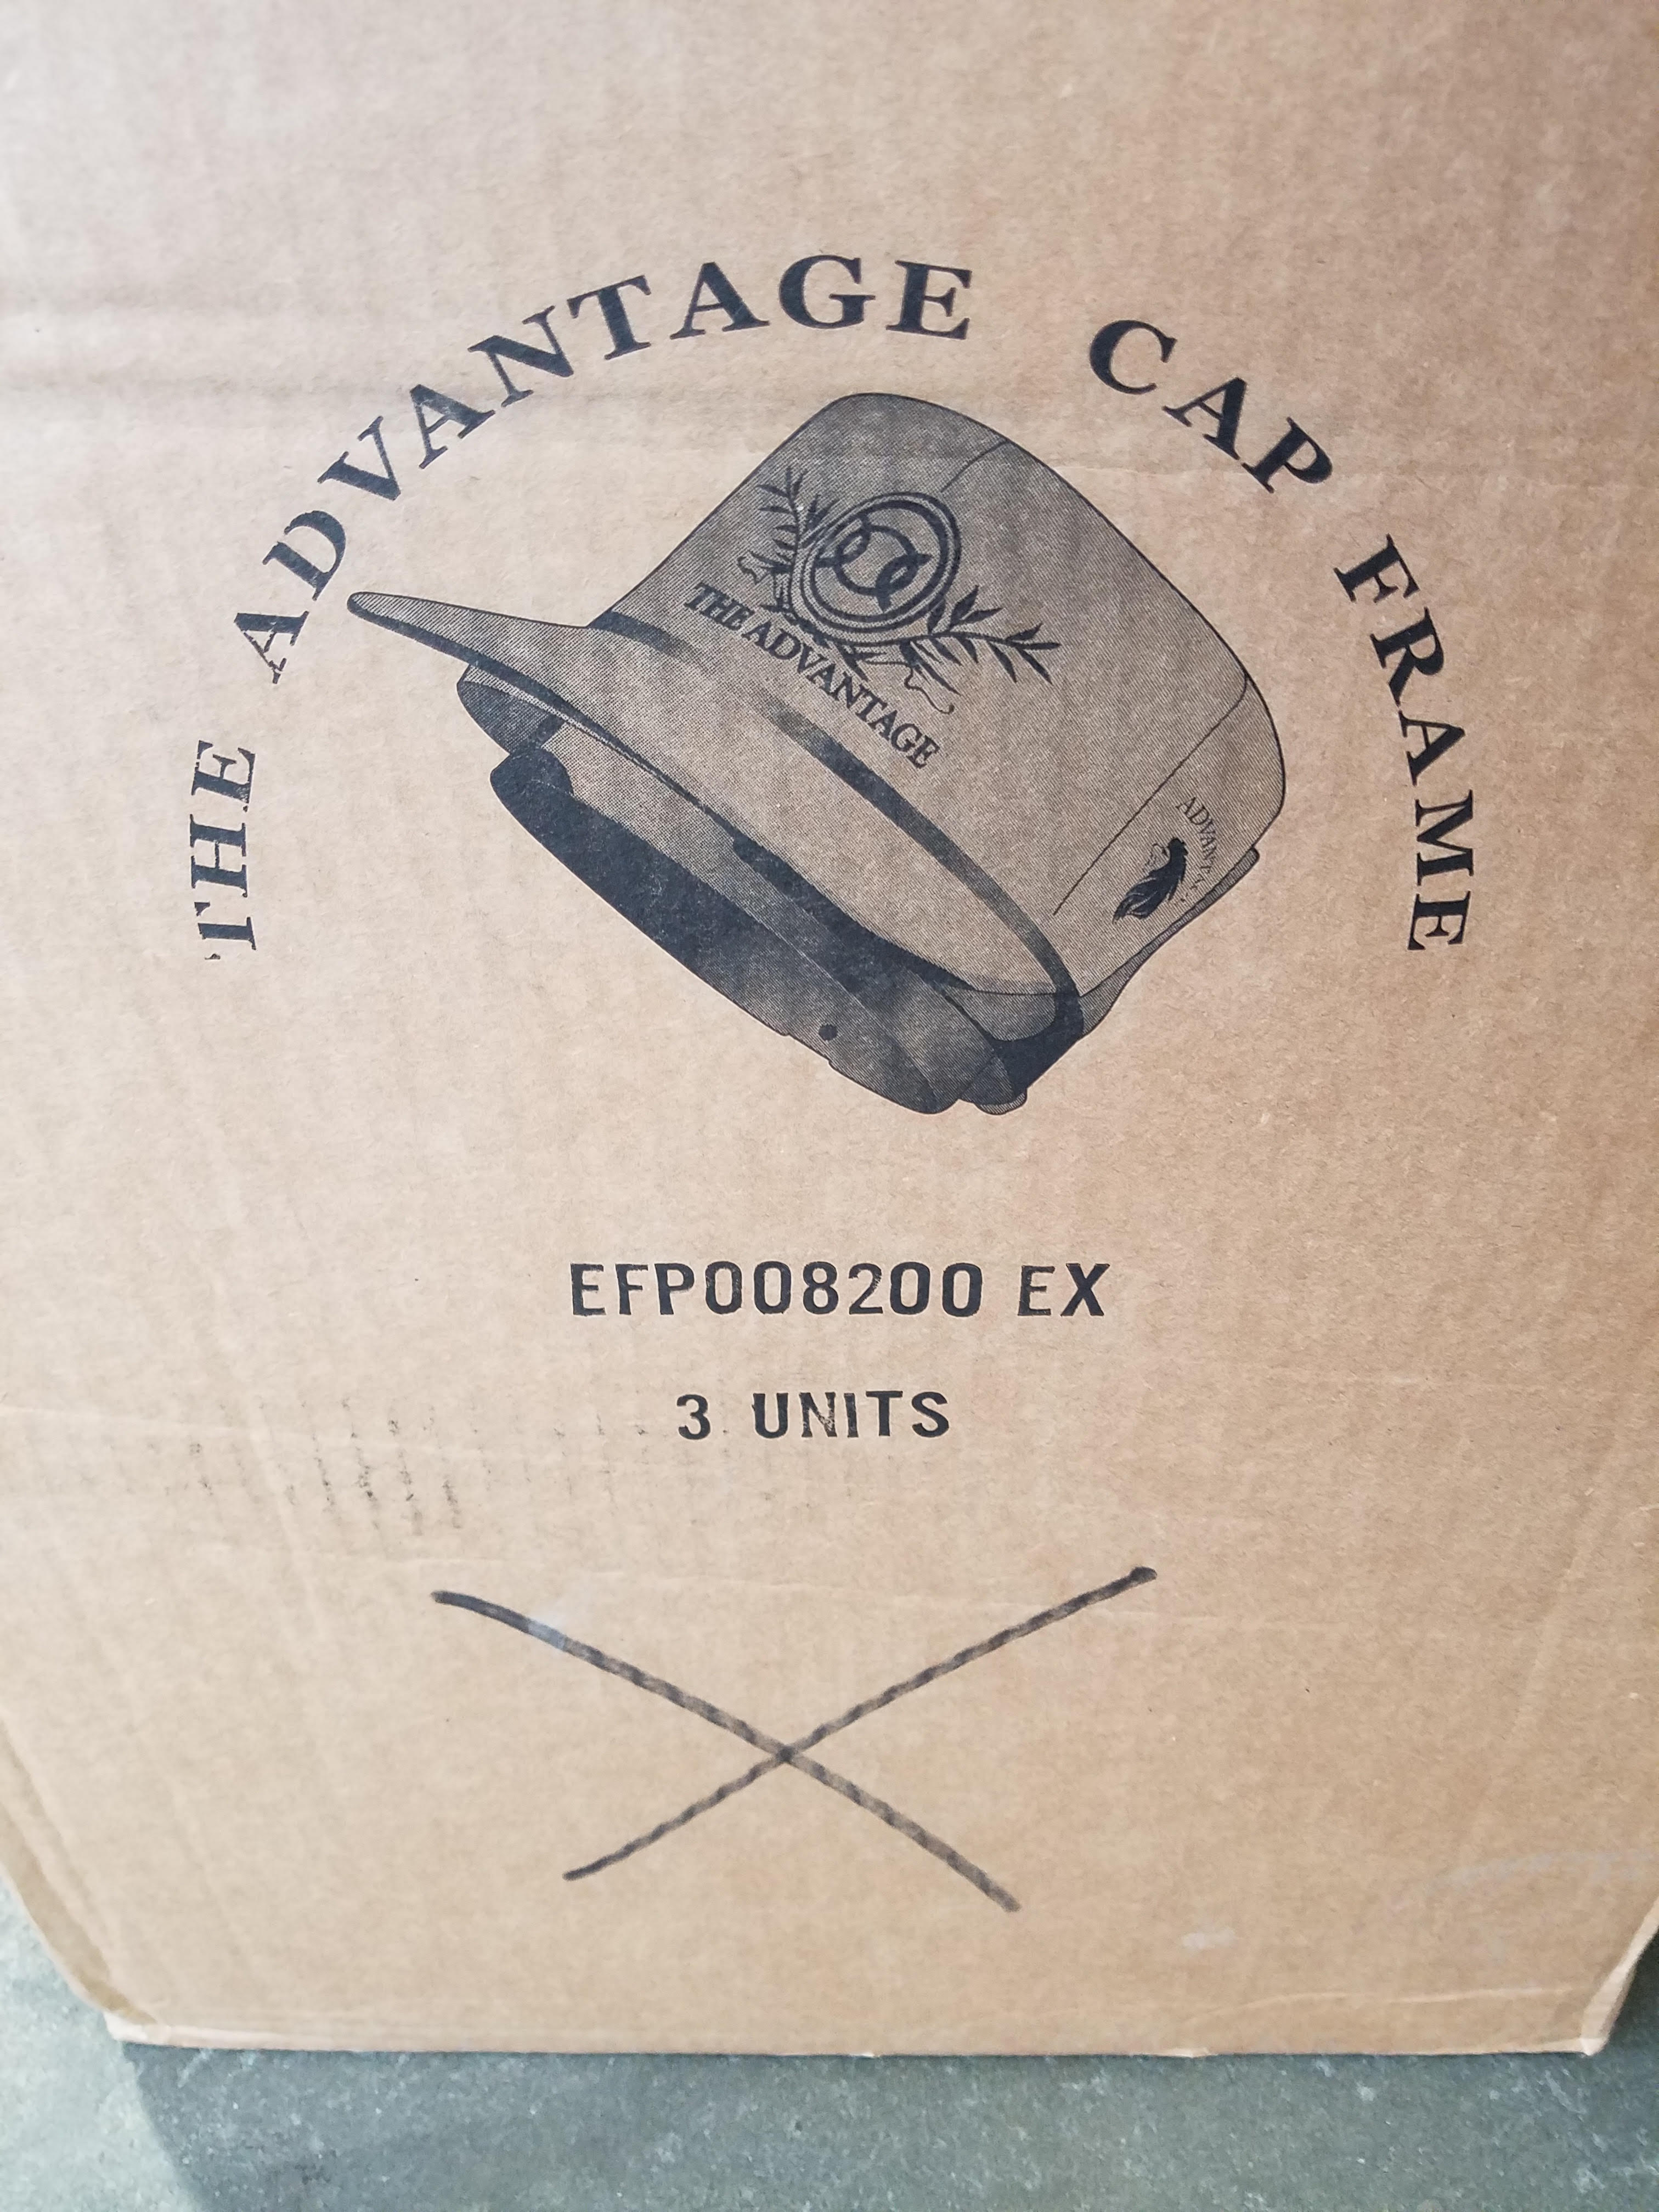 THE ADVANTAGE CAP FRAME
THE ADVANTAGE
EFP008200 EX
3 UNITS